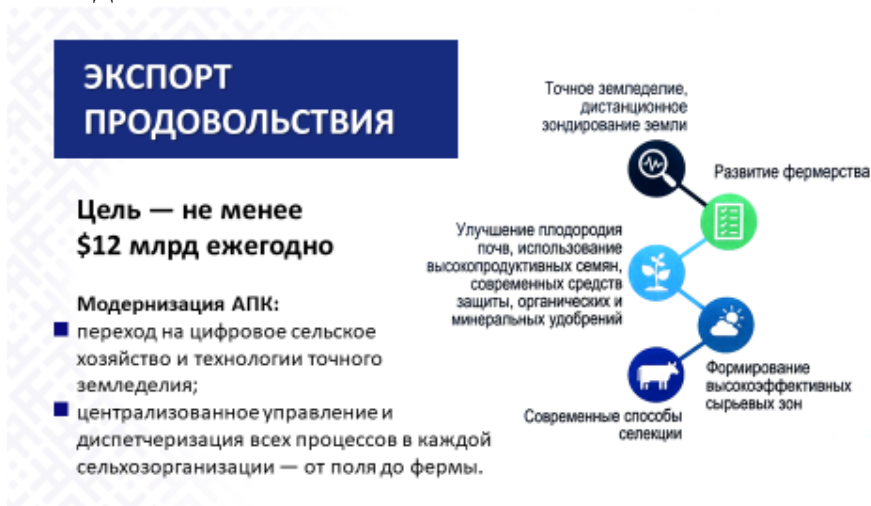 ЭКСПОРТ
ПРОДОВОЛЬСТВИЯ
Цель — не менее
$12 млрд ежегодно
Модернизация АПК:
переход на цифровое сельское
хозяйство и технологии точного
земледелия;
централизованное управление и
диспетчеризация всех процессов в каждой
сельхозорганизации — от поля до фермы.
Точное земледелие,
дистанционное
зондирование земли
Развитие фермерства
Улучшение плодородия
почв, использование
высокопродуктивных семян,
современных средств
защиты, органических и
минеральных удобрений
Формирование
высокоэффективных
сырьевых зон
Современные способы
селекции